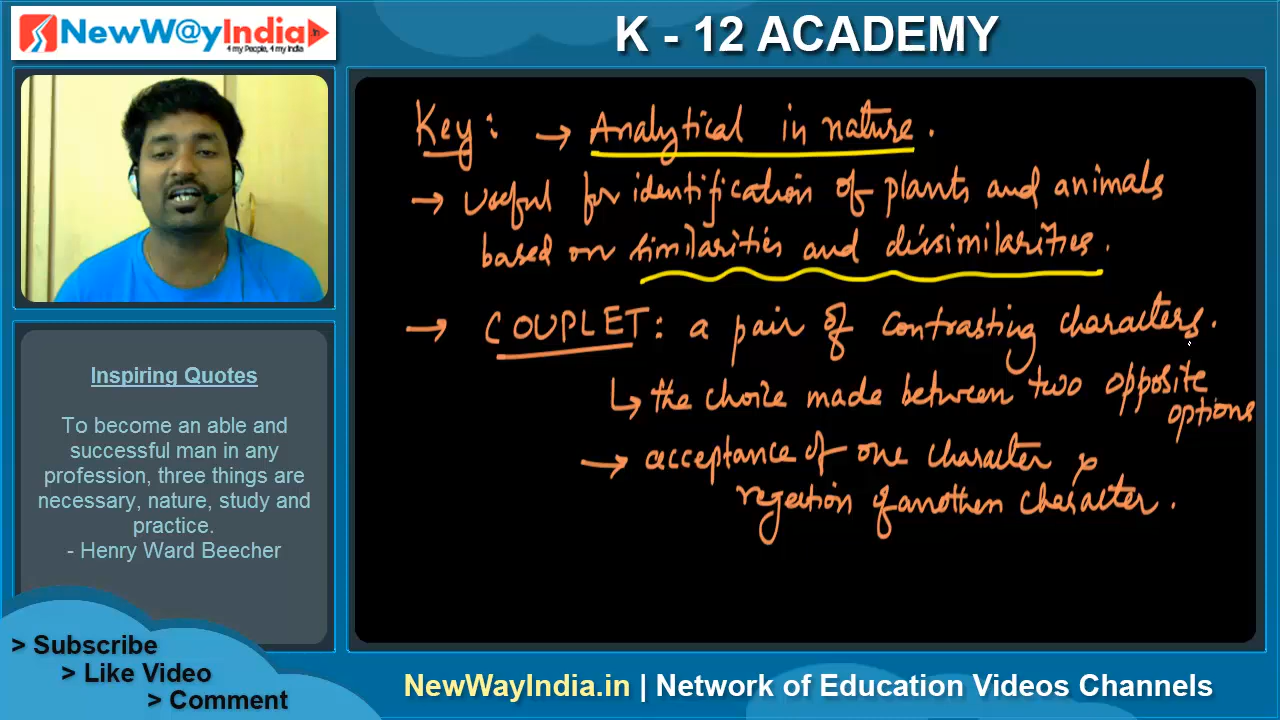 NewW@yIndia.in
4 my People, 4 my India
K - 12 ACADEMY
Key: → Analytical in nature.
→ useful for identification of plants and animals
based on similarities and dissimilarities.
→ COUPLET: a pair of contrasting characters.
↳ the choice made between two opposite
options
→ acceptance of one character &
rejection of another character.
Inspiring Quotes
To become an able and
successful man in any
profession, three things are
necessary, nature, study and
practice.
- Henry Ward Beecher
> Subscribe
> Like Video
> Comment
NewWayIndia.in | Network of Education Videos Channels